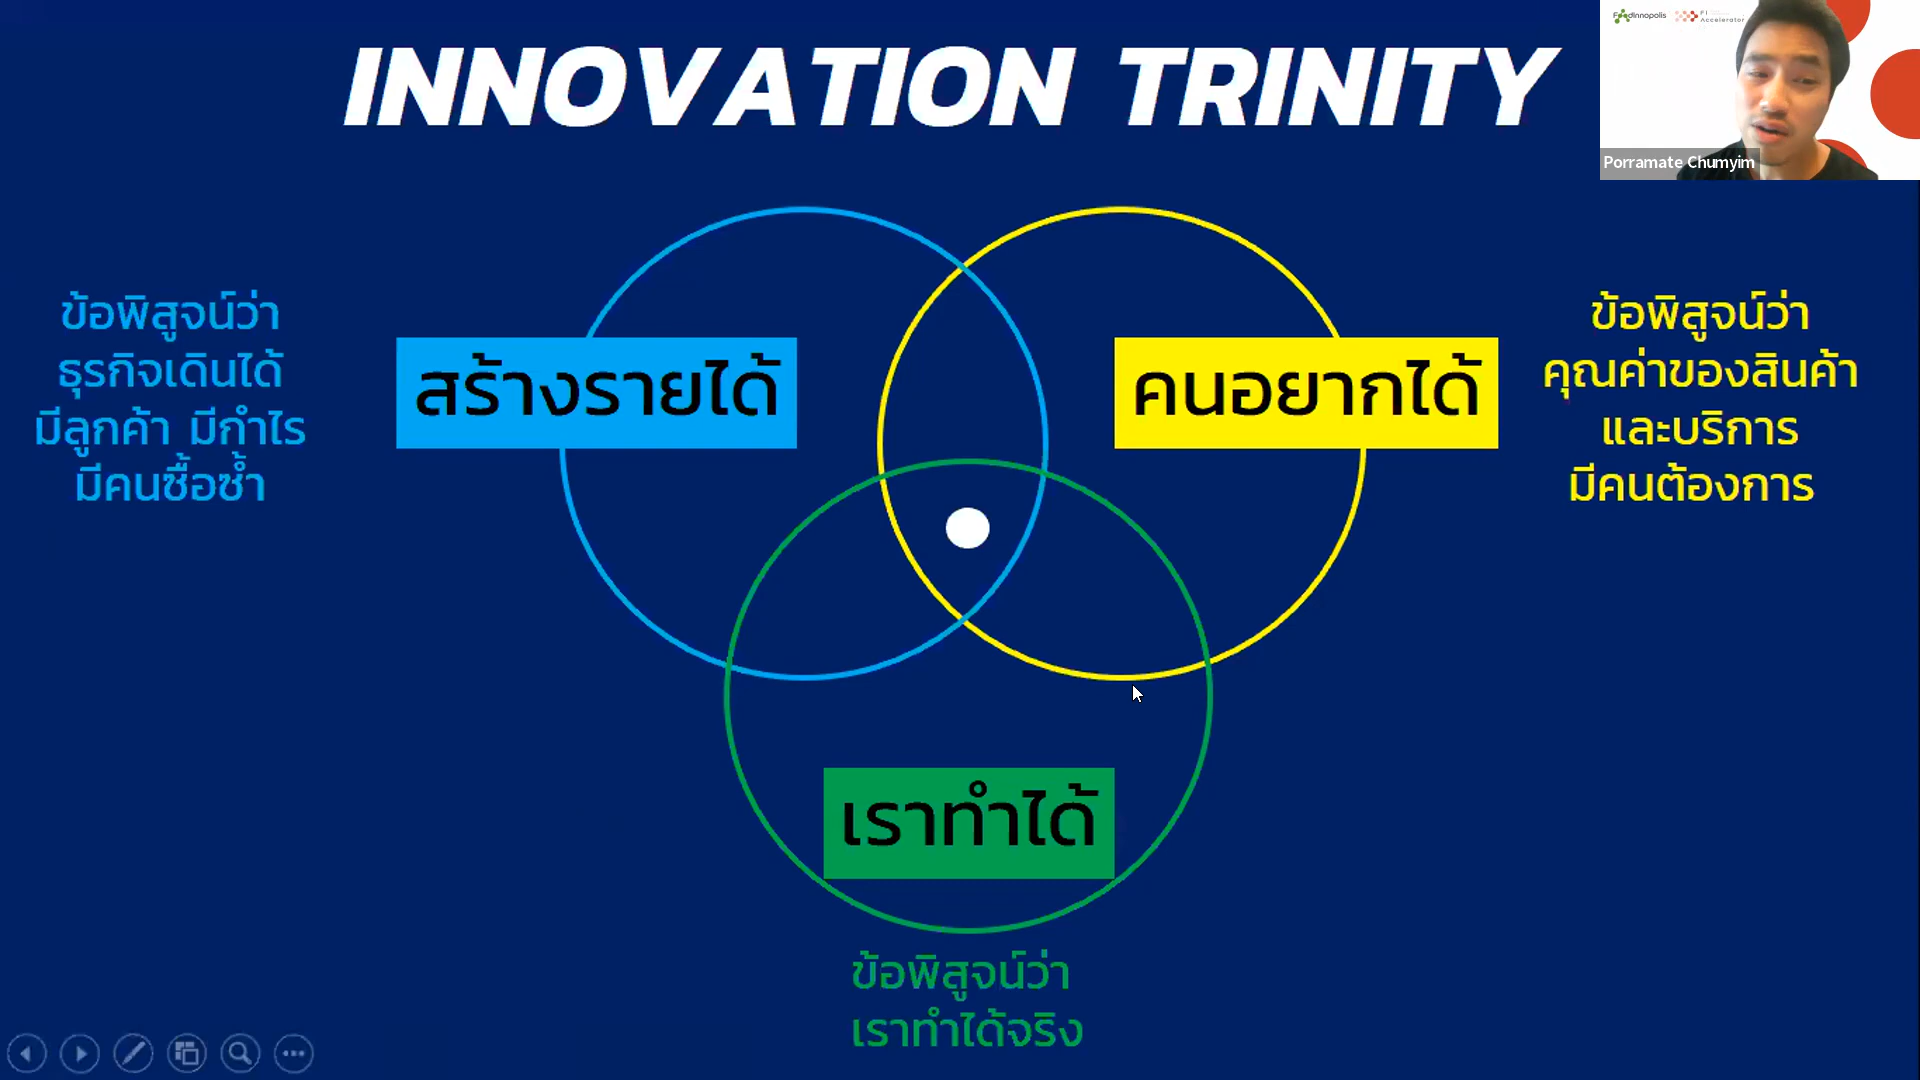 INNOVATION TRINITY
Foodinnopolis
FI
Accelerator
Porramate Chumyim
ข้อพิสูจน์ว่า
ธุรกิจเดินได้
มีลูกค้า มีกำไร
มีคนซื้อซ้ำ
สร้างรายได้
คนอยากได้
ข้อพิสูจน์ว่า
คุณค่าของสินค้า
และบริการ
มีคนต้องการ
เราทำได้
ข้อพิสูจน์ว่า
เราทำได้จริง